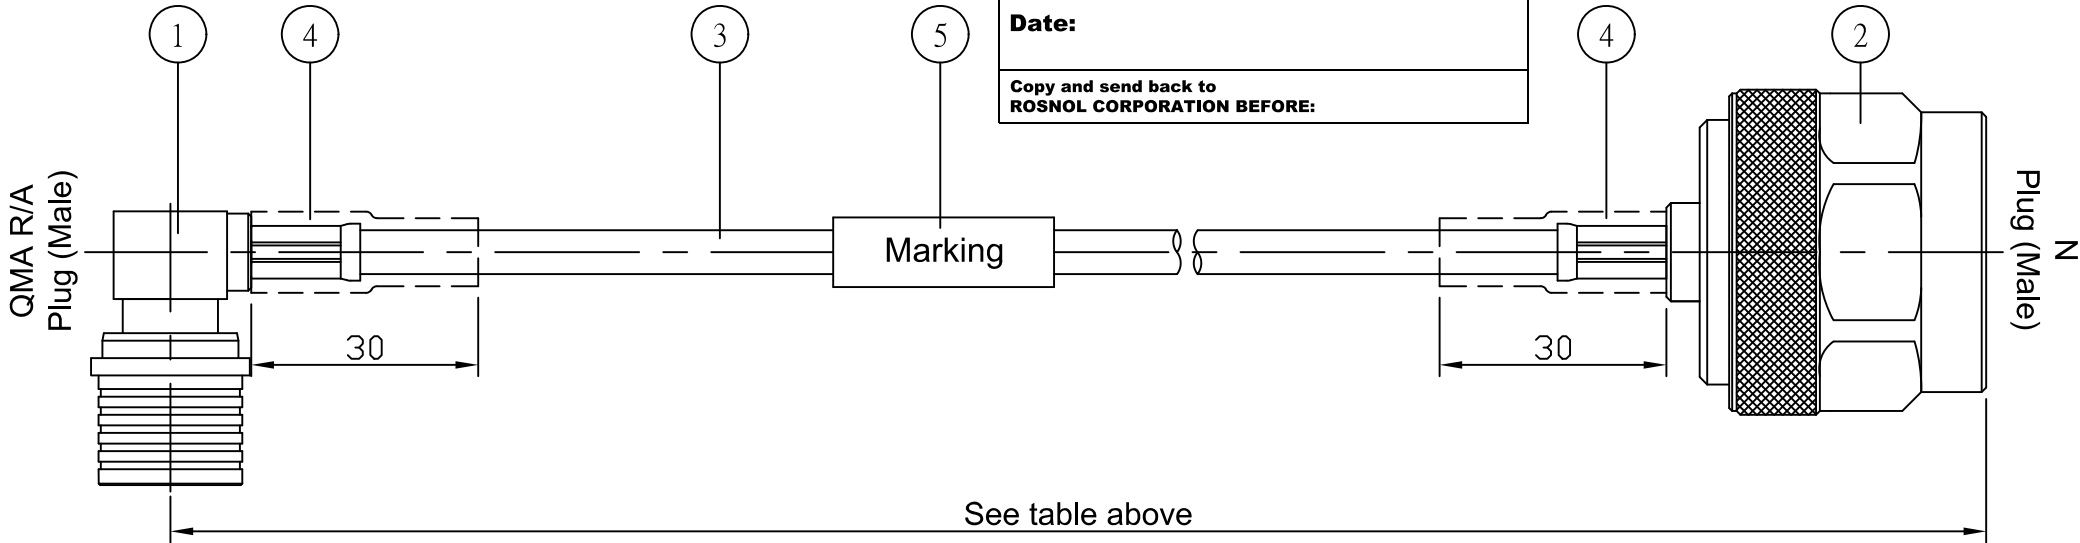 1
4
3
5
Date:
4
2
Copy and send back to
ROSNOL CORPORATION BEFORE:
QMA R/A
Plug (Male)
Marking
N
Plug (Male)
30
30
See table above